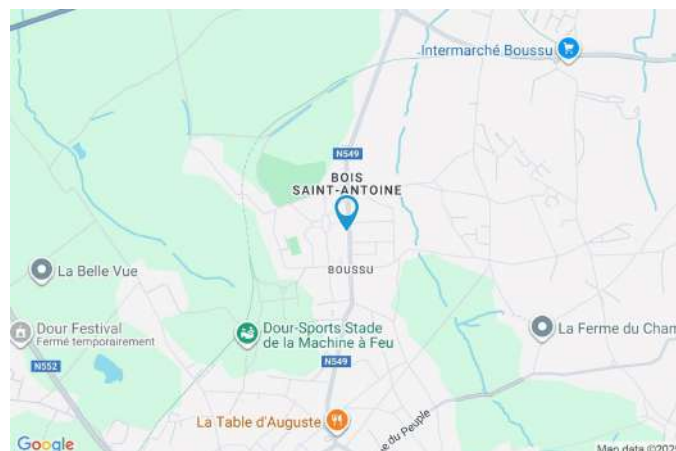 Intermarché Boussu
N549
BOIS
SAINT-ANTOINE
La Belle Vue
BOUSSU
Dour Festival
Fermé temporairement
Dour-Sports Stade
de la Machine à Feu
La Ferme du Cham
N552
N549
La Table d'Auguste
e du Peuple
Google
Map data ©2025